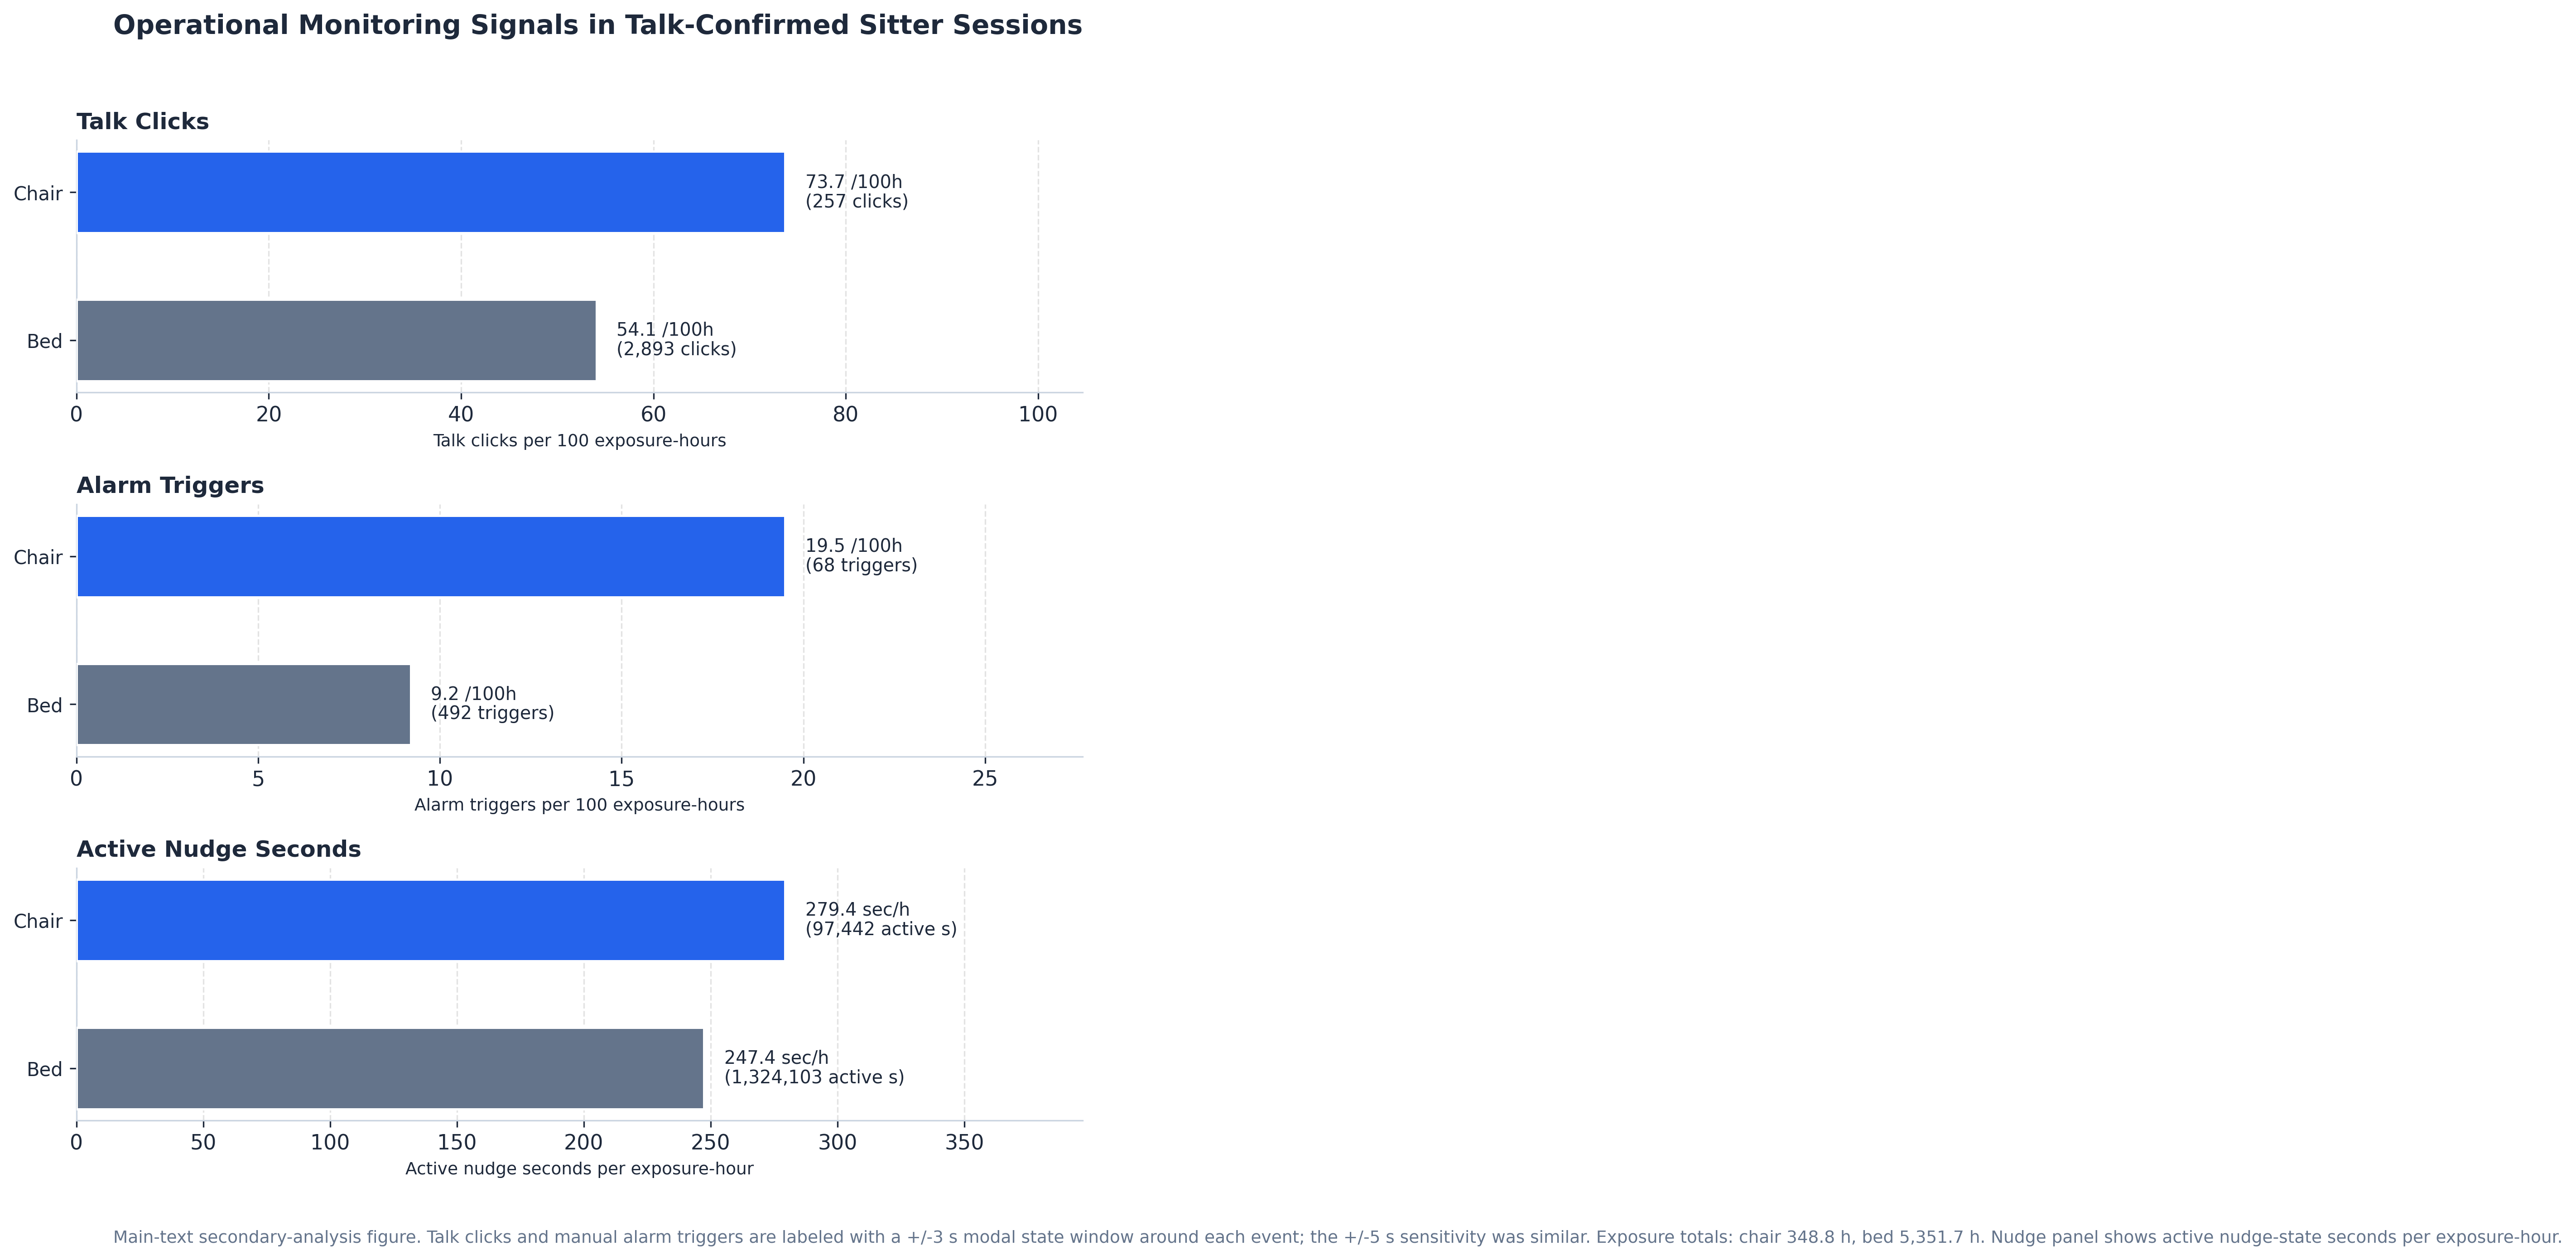 Operational Monitoring Signals in Talk-Confirmed Sitter Sessions
Talk Clicks
Chair
73.7 /100h
(257 clicks)
Bed
54.1 /100h
(2,893 clicks)
0 20 40 60 80 100
Talk clicks per 100 exposure-hours
Alarm Triggers
Chair
19.5 /100h
(68 triggers)
Bed
9.2 /100h
(492 triggers)
0 5 10 15 20 25
Alarm triggers per 100 exposure-hours
Active Nudge Seconds
Chair
279.4 sec/h
(97,442 active s)
Bed
247.4 sec/h
(1,324,103 active s)
0 50 100 150 200 250 300 350
Active nudge seconds per exposure-hour
Main-text secondary-analysis figure. Talk clicks and manual alarm triggers are labeled with a +/-3 s modal state window around each event; the +/-5 s sensitivity was similar. Exposure totals: chair 348.8 h, bed 5,351.7 h. Nudge panel shows active nudge-state seconds per exposure-hour.